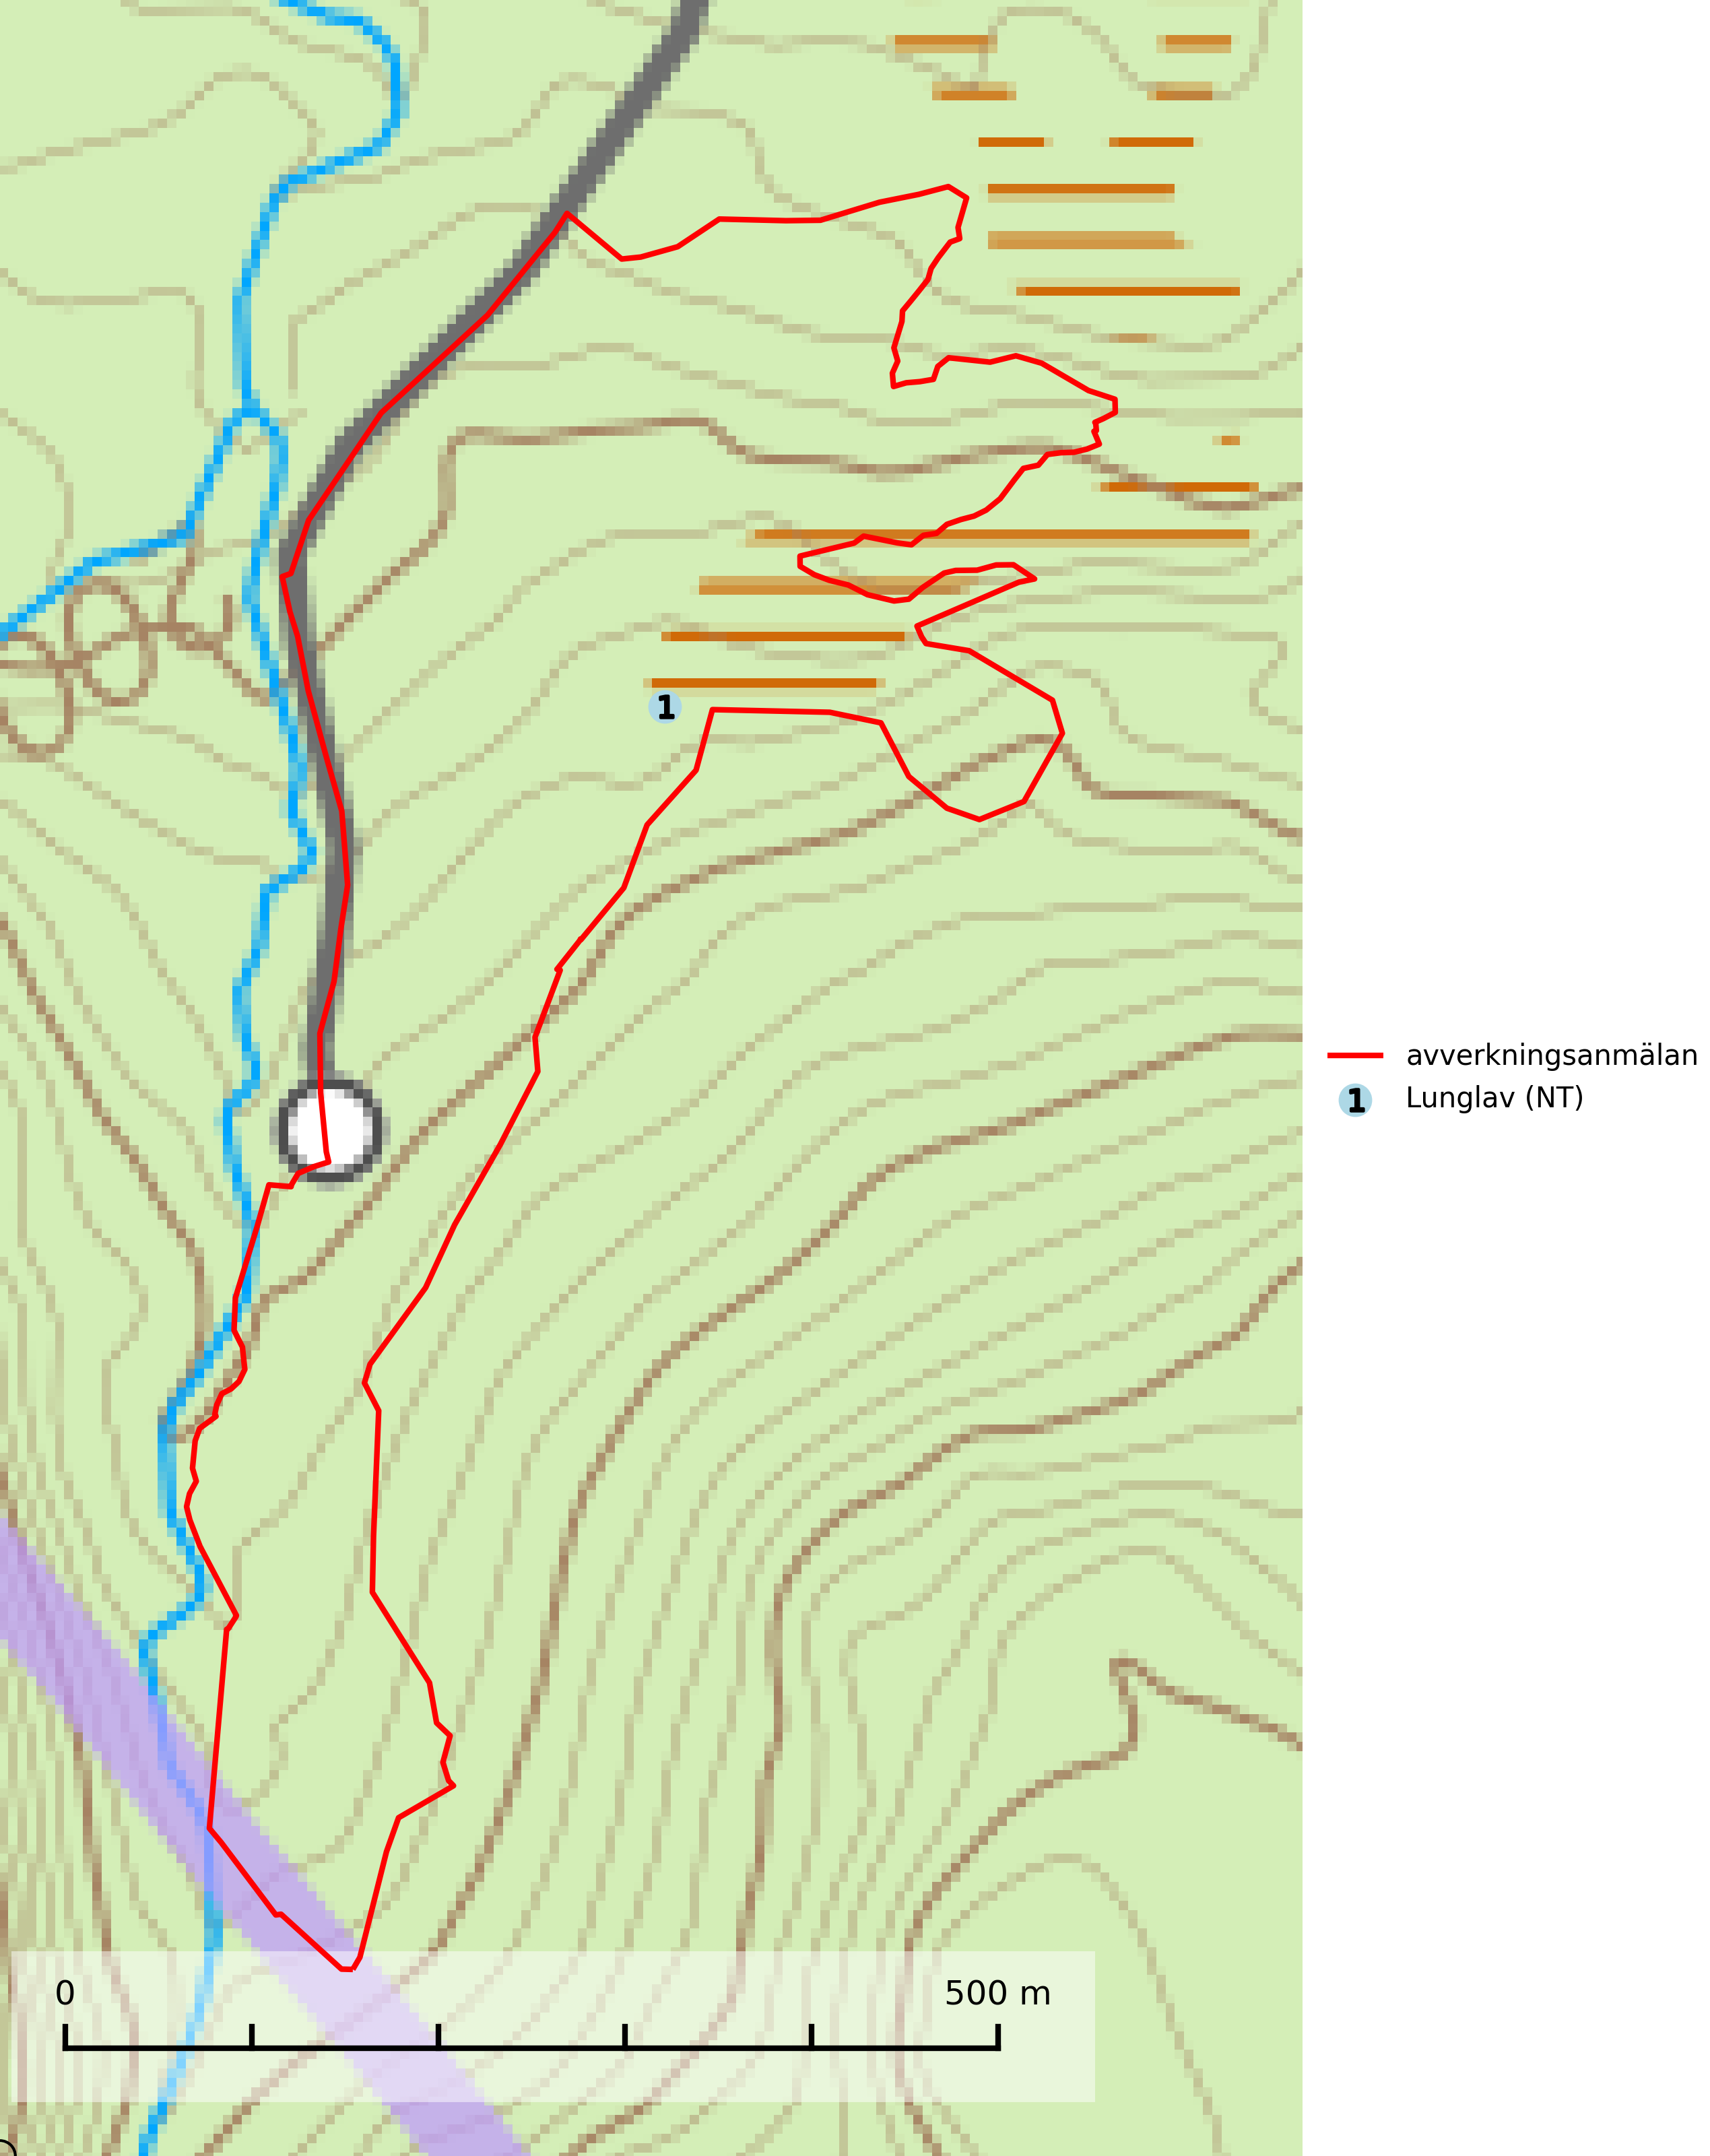 1
avverkningsanmälan
1 Lunglav (NT)
0 500 m